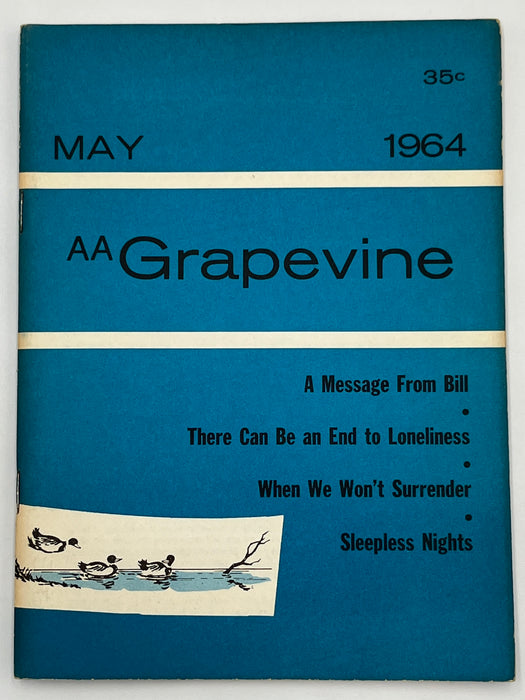 35c
MAY 1964
AA Grapevine
A Message From Bill
•
There Can Be an End to Loneliness
•
When We Won't Surrender
•
Sleepless Nights